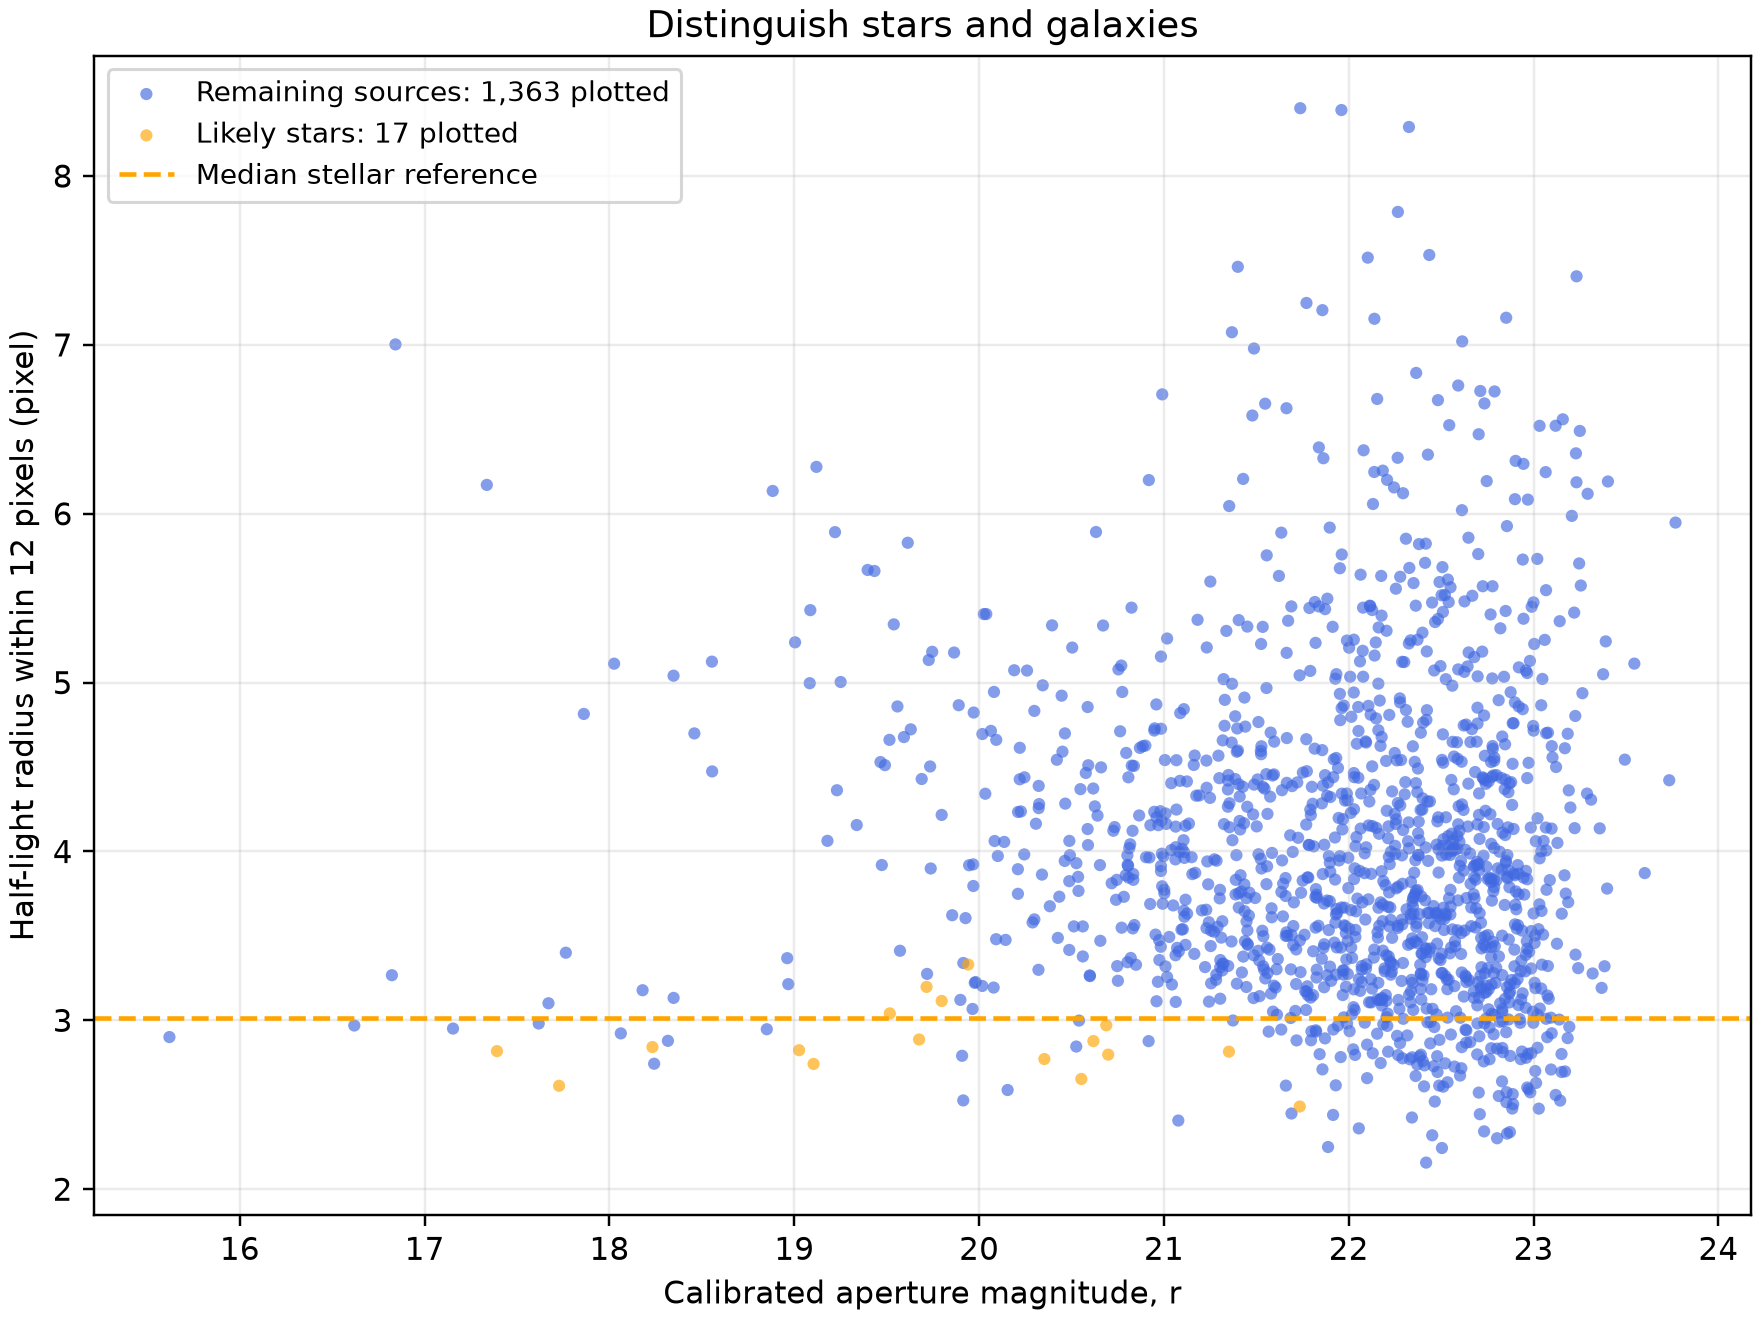 Distinguish stars and galaxies
Remaining sources: 1,363 plotted
Likely stars: 17 plotted
Median stellar reference
Half-light radius within 12 pixels (pixel)
8
7
6
5
4
3
2
16 17 18 19 20 21 22 23 24
Calibrated aperture magnitude, r